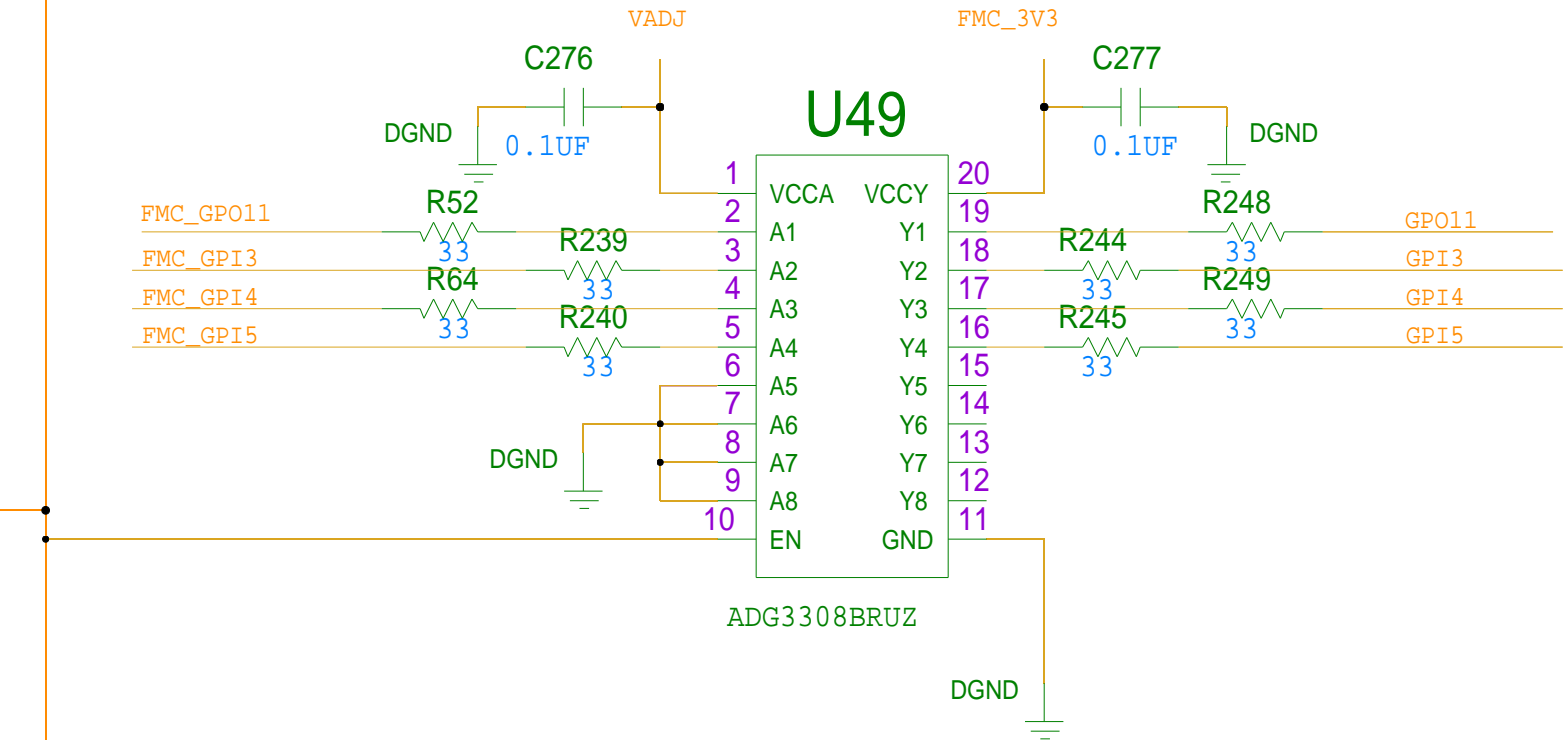 VADJ
FMC_3V3
C276
C277
U49
DGND
0.1UF
0.1UF
DGND
1
VCCA
VCCY
20
FMC_GPO11
R52
33
2
A1
Y1
19
R248
33
GPO11
FMC_GPI3
R239
33
3
A2
Y2
18
R244
33
GPI3
FMC_GPI4
R64
33
4
A3
Y3
17
R249
33
GPI4
FMC_GPI5
R240
33
5
A4
Y4
16
R245
33
GPI5
6
A5
Y5
15
7
A6
Y6
14
DGND
8
A7
Y7
13
9
A8
Y8
12
10
EN
GND
11
ADG3308BRUZ
DGND